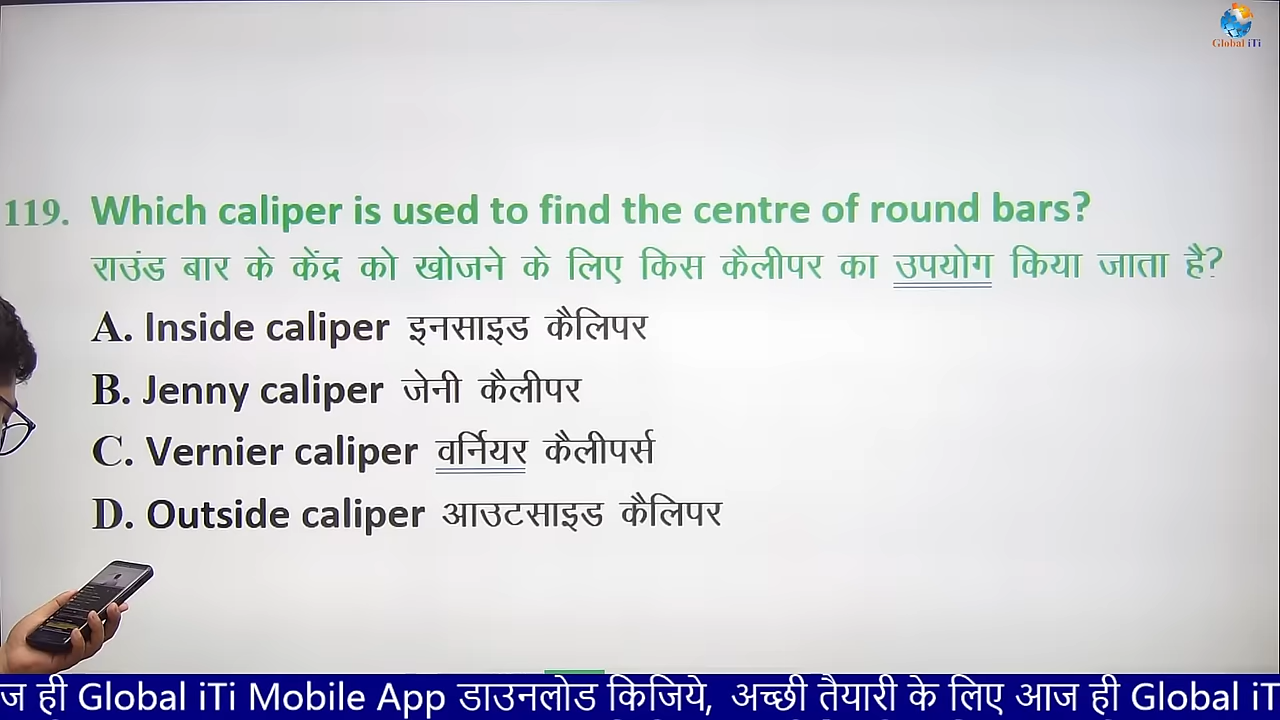 Global iTi
119. Which caliper is used to find the centre of round bars?
राउंड बार के केंद्र को खोजने के लिए किस कैलीपर का उपयोग किया जाता है?
A. Inside caliper इनसाइड कैलिपर
B. Jenny caliper जेनी कैलीपर
C. Vernier caliper वर्नियर कैलीपर्स
D. Outside caliper आउटसाइड कैलिपर
ज ही Global iTi Mobile App डाउनलोड किजिये, अच्छी तैयारी के लिए आज ही Global iT